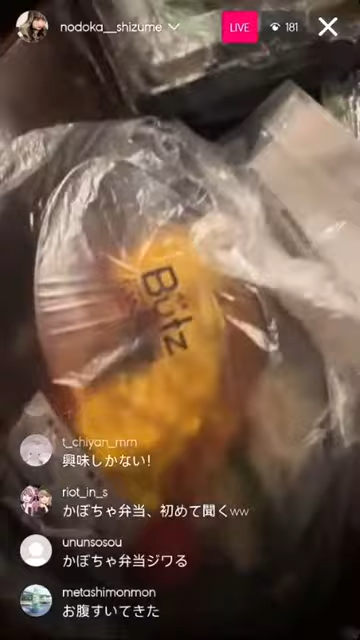 nodoka__shizume
LIVE
181
Butz
t_chiyan_mm
興味しかない!
riot_in_s
かぼちゃ弁当、初めて聞くww
ununsosou
かぼちゃ弁当ジワる
metashimonmon
お腹すいてきた